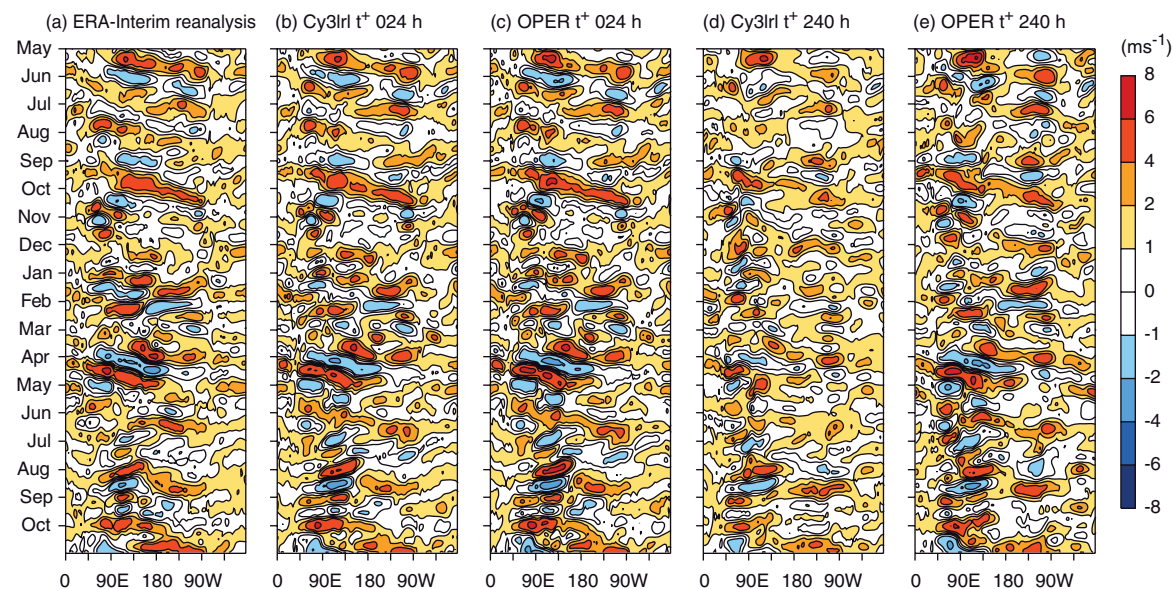 (a) ERA-Interim reanalysis
(b) Cy3lrl t⁺ 024 h
(c) OPER t⁺ 024 h
(d) Cy3lrl t⁺ 240 h
(e) OPER t⁺ 240 h
(ms⁻¹)
May
Jun
Jul
Aug
Sep
Oct
Nov
Dec
Jan
Feb
Mar
Apr
May
Jun
Jul
Aug
Sep
Oct
0 90E 180 90W
0 90E 180 90W
0 90E 180 90W
0 90E 180 90W
0 90E 180 90W
8
6
4
2
1
0
-1
-2
-4
-6
-8